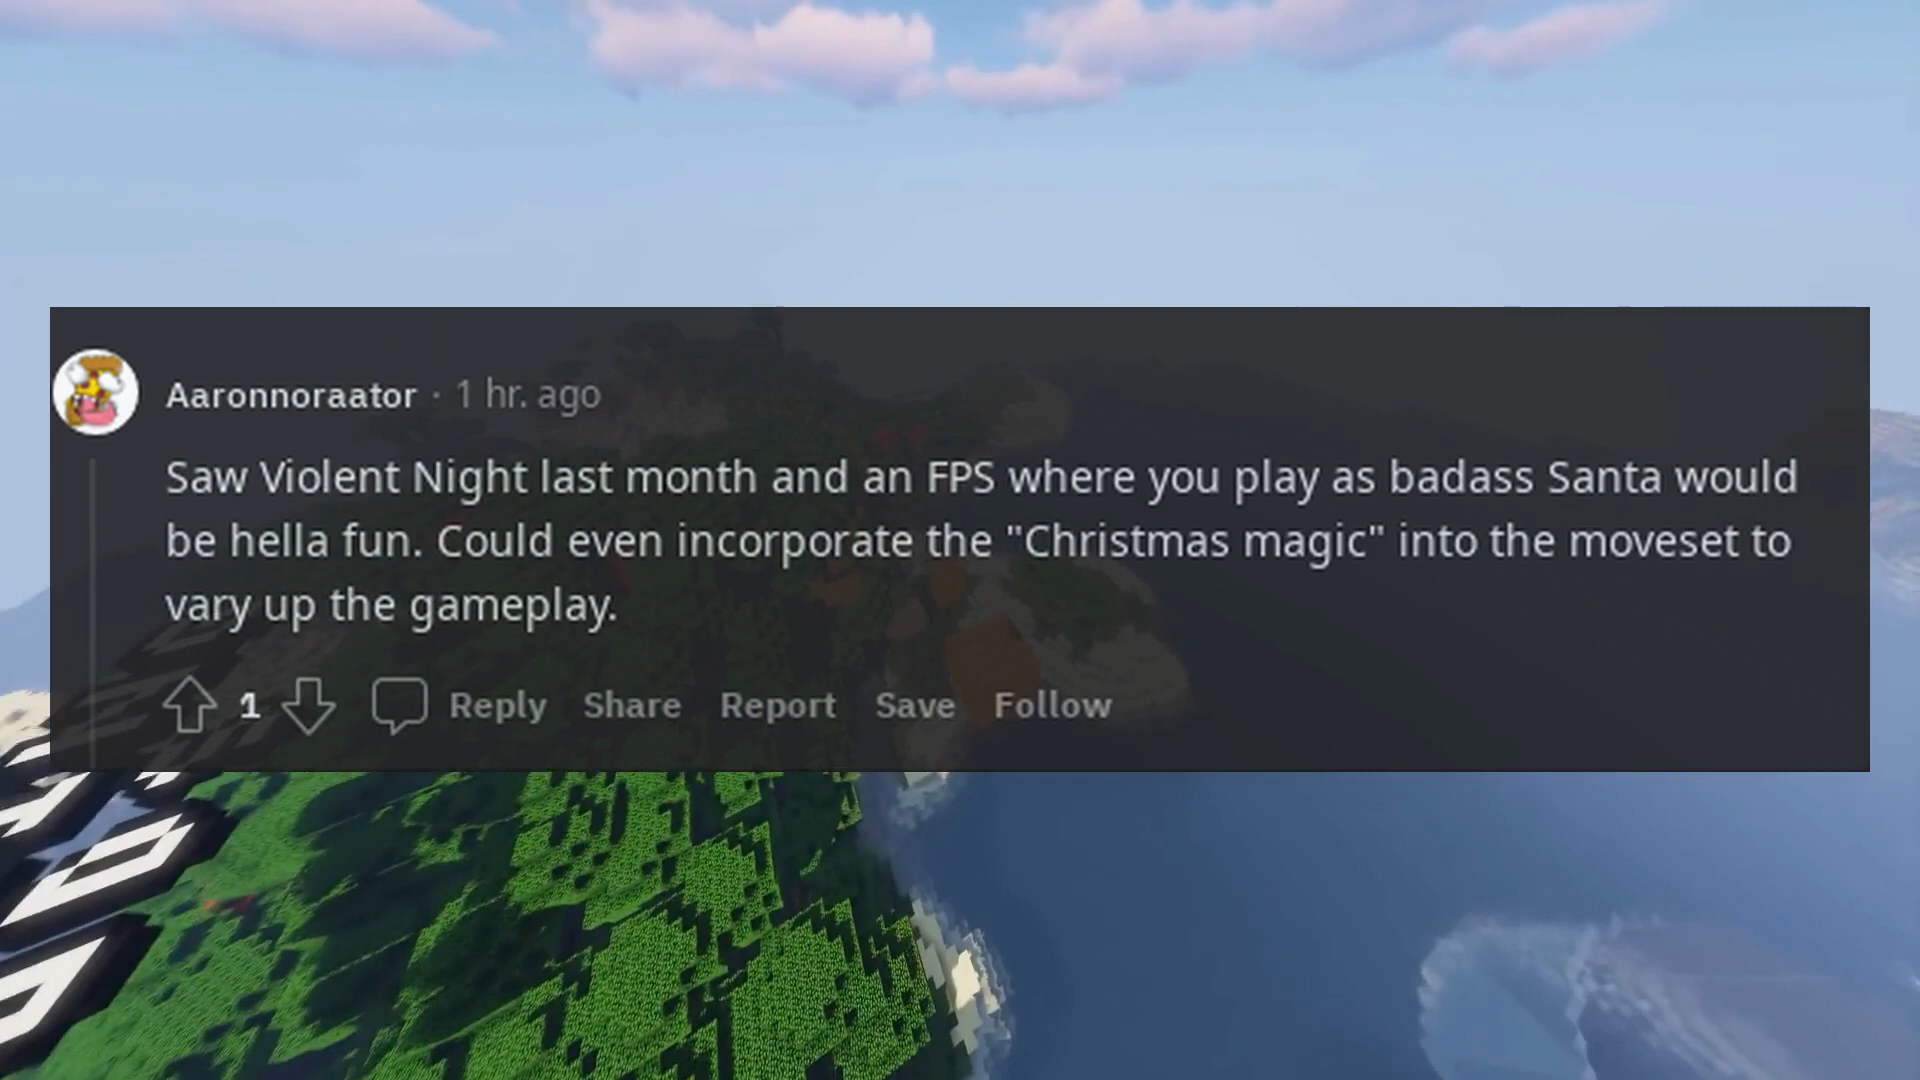 Aaronnoraator · 1 hr. ago
Saw Violent Night last month and an FPS where you play as badass Santa would
be hella fun. Could even incorporate the "Christmas magic" into the moveset to
vary up the gameplay.
1 Reply Share Report Save Follow